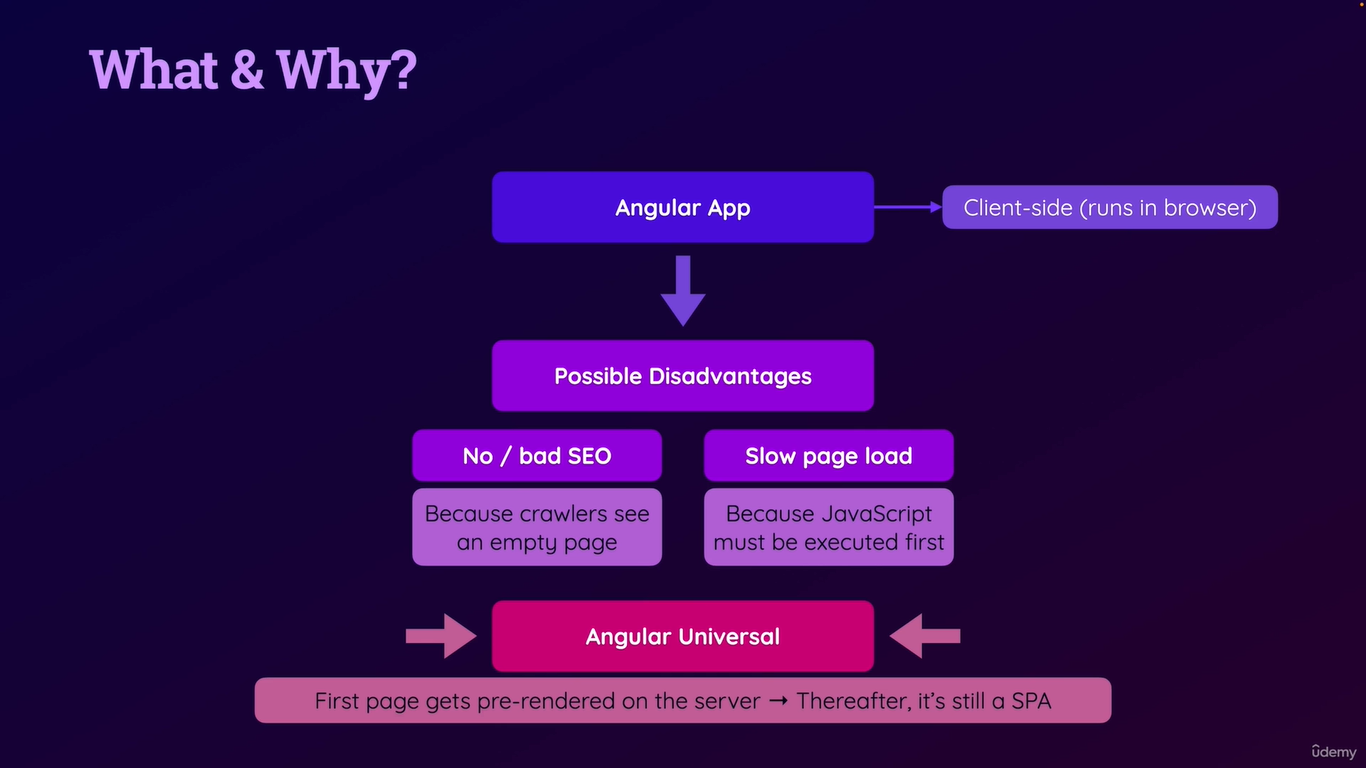 What & Why?
Angular App
Client-side (runs in browser)
Possible Disadvantages
No / bad SEO
Slow page load
Because crawlers see
an empty page
Because JavaScript
must be executed first
Angular Universal
First page gets pre-rendered on the server → Thereafter, it's still a SPA
udemy